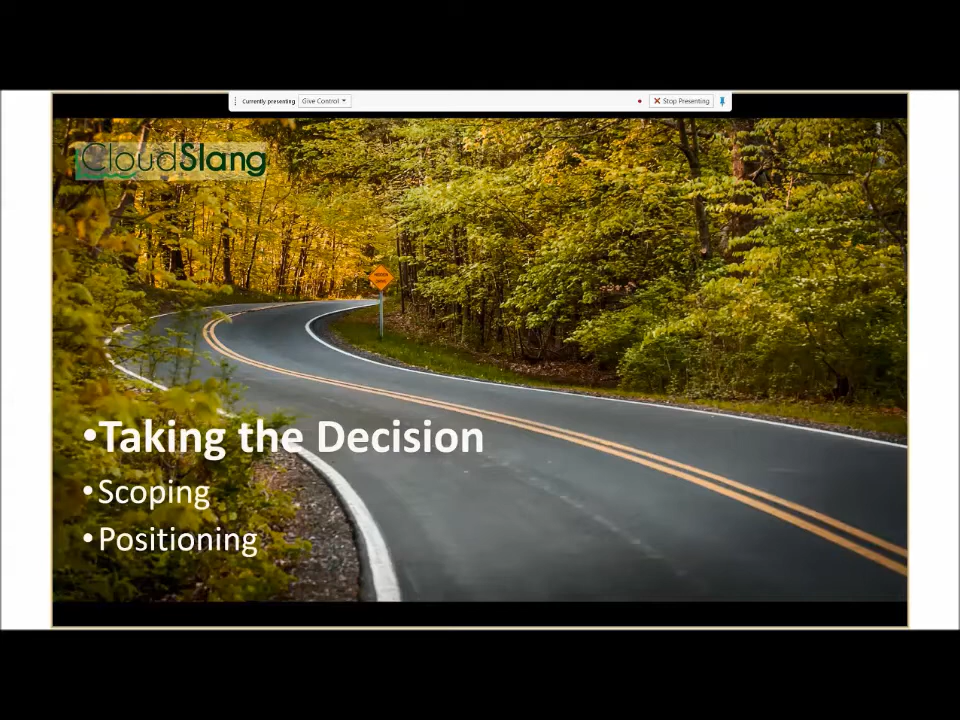 Currently presenting Give Control Stop Presenting
CloudSlang
•Taking the Decision
•Scoping
•Positioning